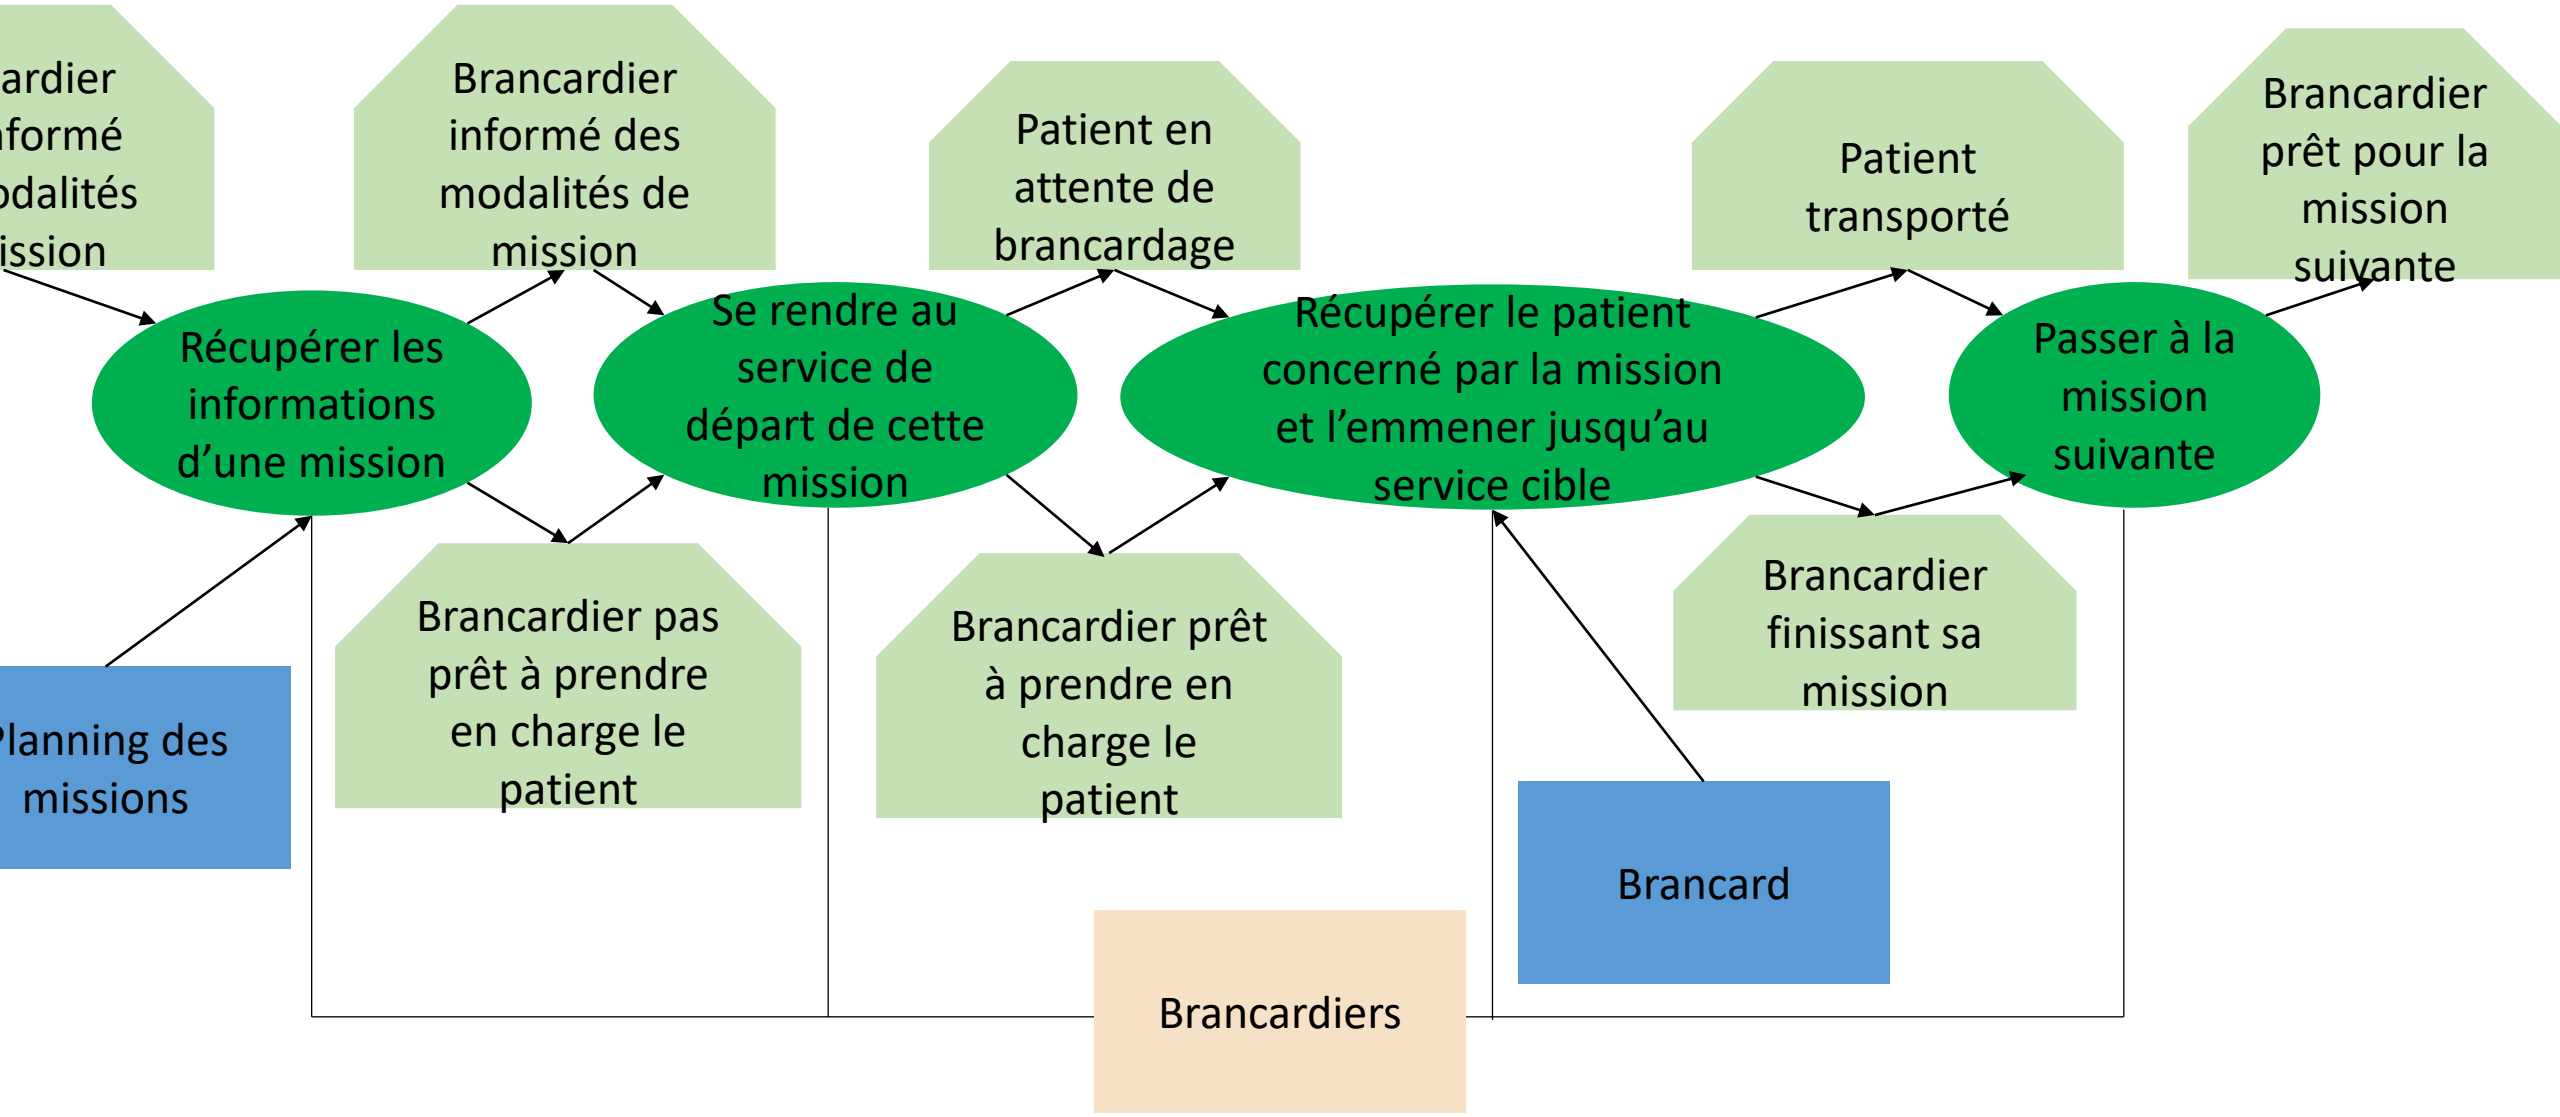 ardier
formé
dalités
ission
Brancardier
informé des
modalités de
mission
Patient en
attente de
brancardage
Patient
transporté
Brancardier
prêt pour la
mission
suivante
Récupérer les
informations
d’une mission
Se rendre au
service de
départ de cette
mission
Récupérer le patient
concerné par la mission
et l’emmener jusqu’au
service cible
Passer à la
mission
suivante
Planning des
missions
Brancardier pas
prêt à prendre
en charge le
patient
Brancardier prêt
à prendre en
charge le
patient
Brancardier
finissant sa
mission
Brancard
Brancardiers